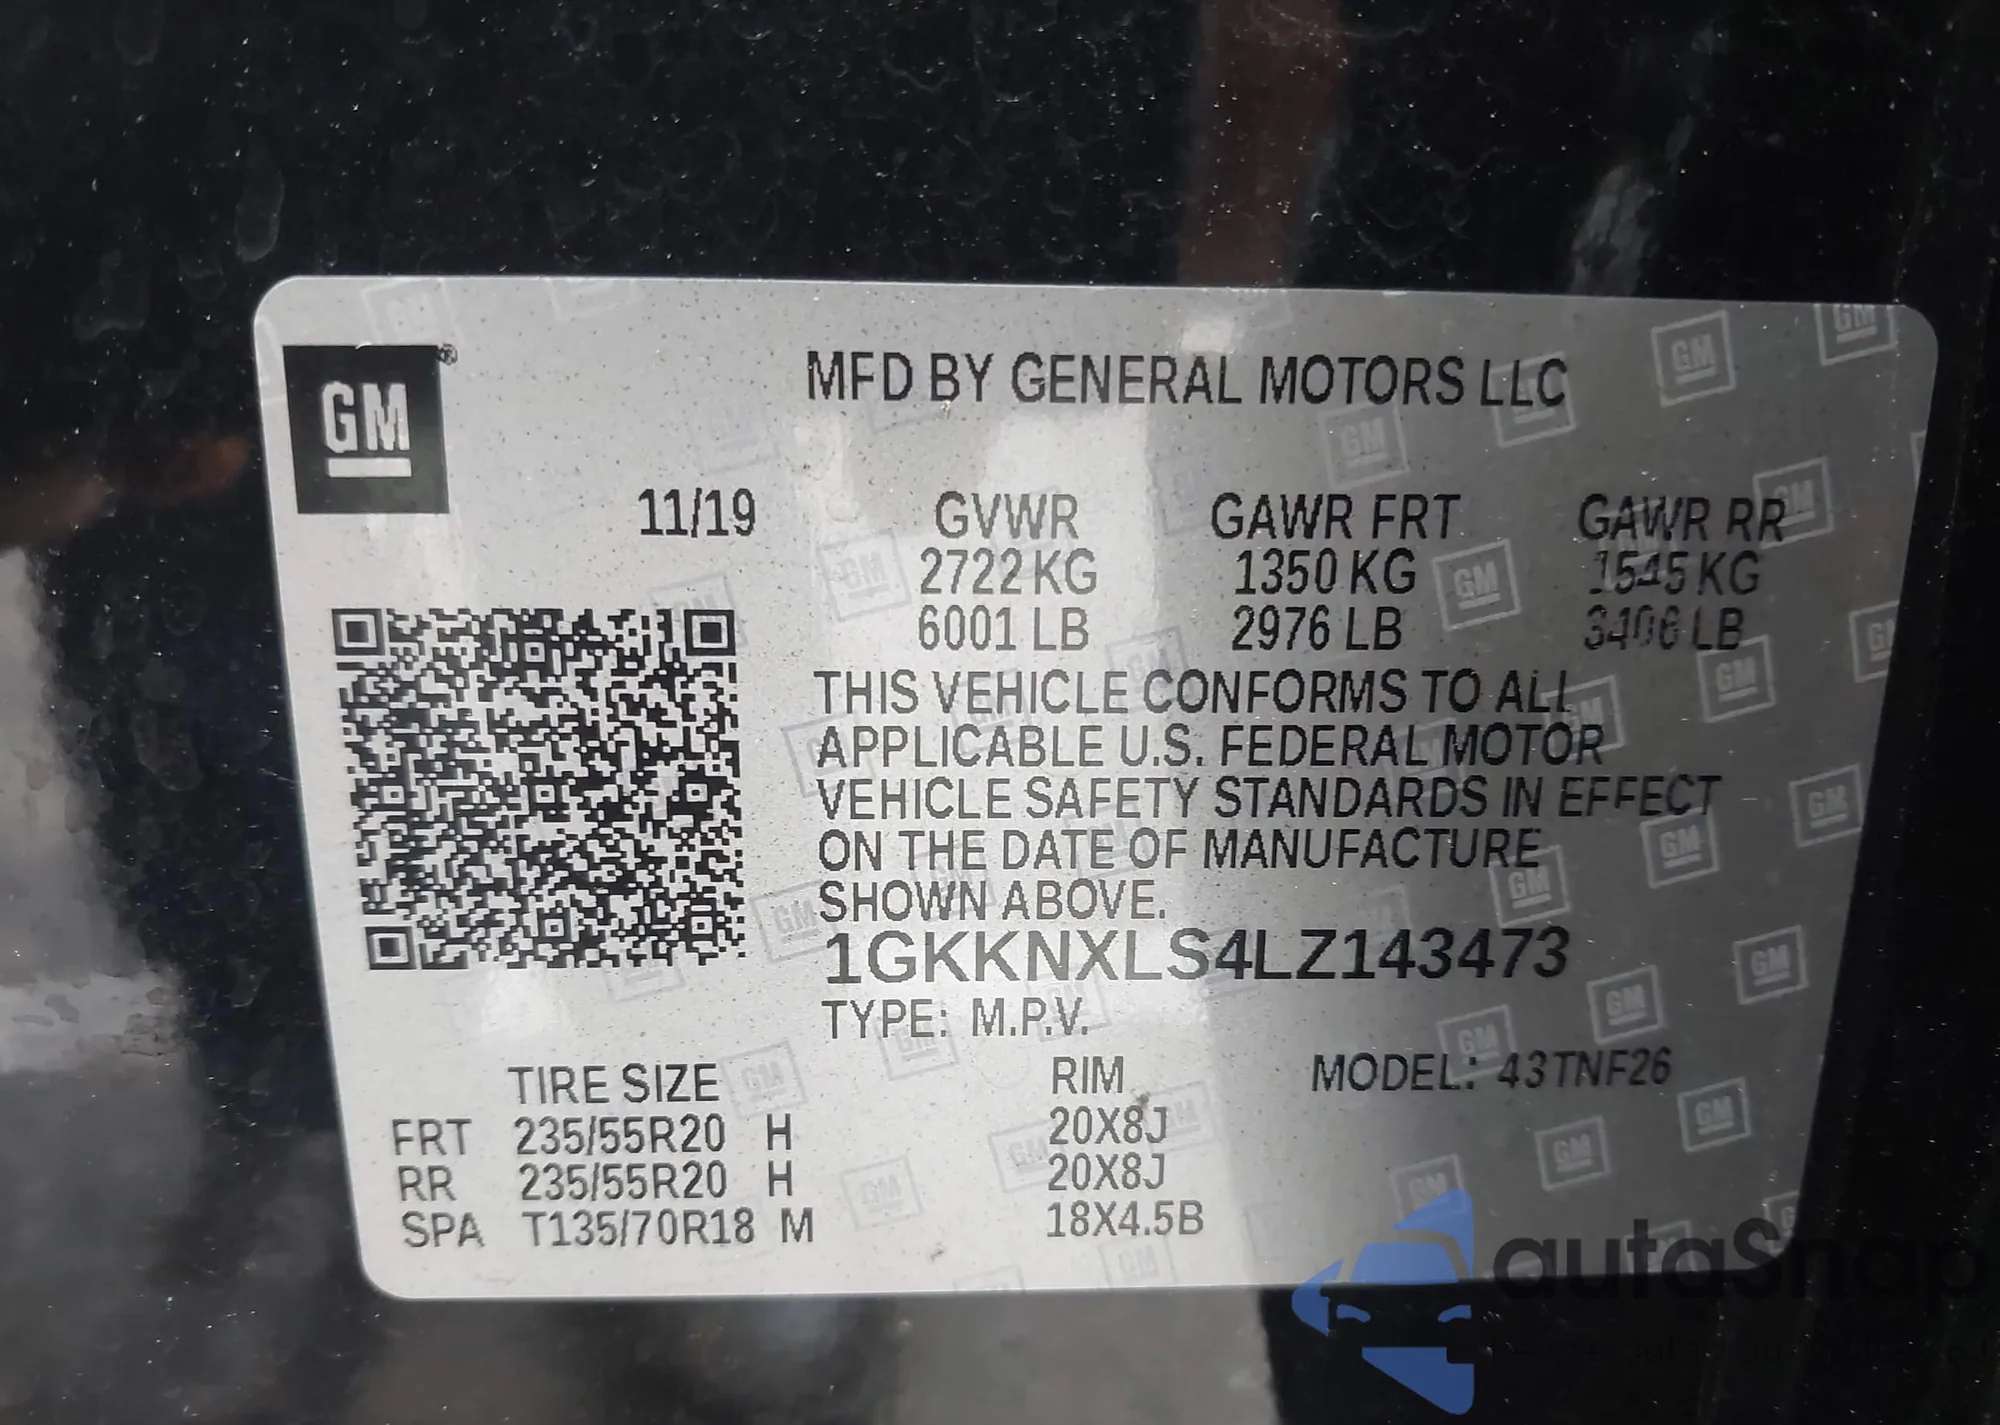 GM®
MFD BY GENERAL MOTORS LLC
11/19 GVWR GAWR FRT GAWR RR
2722 KG 1350 KG 1545 KG
6001 LB 2976 LB 3406 LB
THIS VEHICLE CONFORMS TO ALL
APPLICABLE U.S. FEDERAL MOTOR
VEHICLE SAFETY STANDARDS IN EFFECT
ON THE DATE OF MANUFACTURE
SHOWN ABOVE.
1GKKNXLS4LZ143473
TYPE: M.P.V.
TIRE SIZE RIM MODEL: 43TNF26
FRT 235/55R20 H 20X8J
RR 235/55R20 H 20X8J
SPA T135/70R18 M 18X4.5B
autoSnap